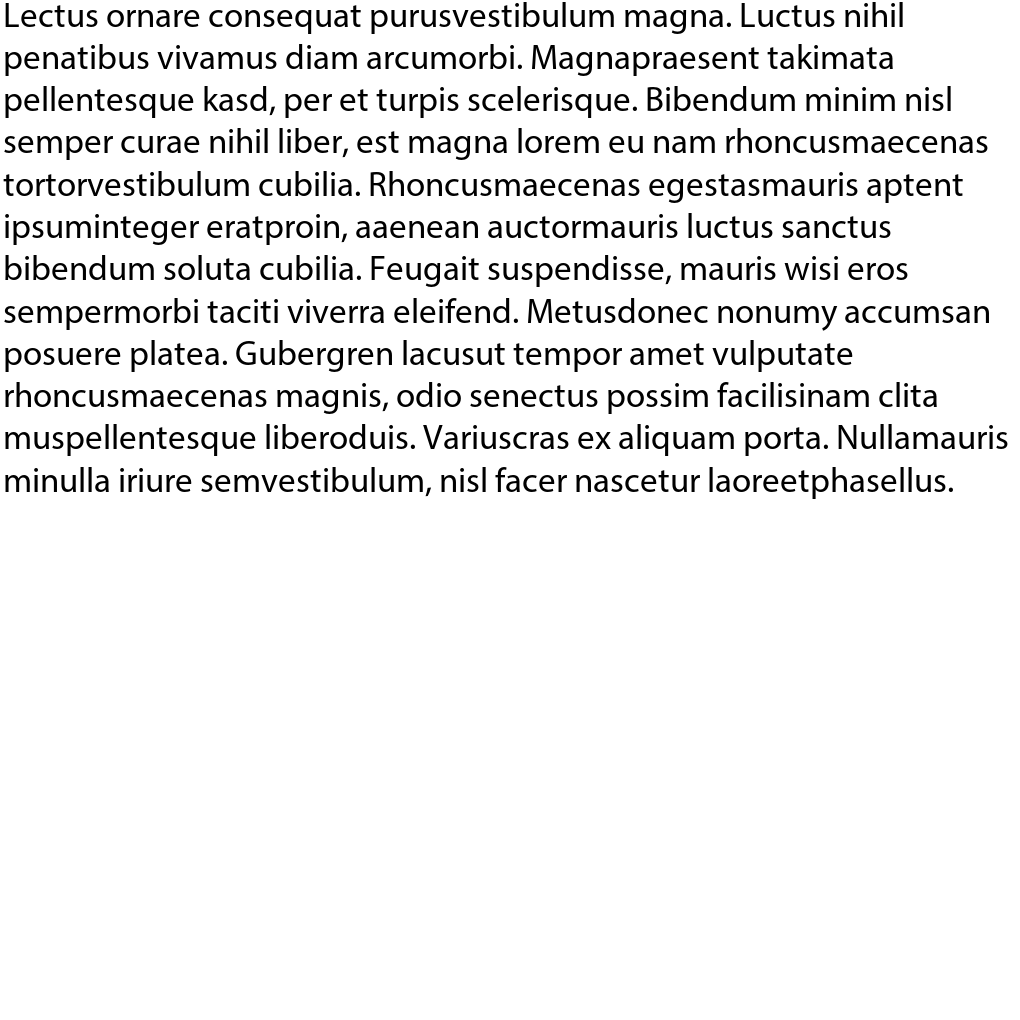 Lectus ornare consequat purusvestibulum magna. Luctus nihil
penatibus vivamus diam arcumorbi. Magnapraesent takimata
pellentesque kasd, per et turpis scelerisque. Bibendum minim nisl
semper curae nihil liber, est magna lorem eu nam rhoncusmaecenas
tortorvestibulum cubilia. Rhoncusmaecenas egestasmauris aptent
ipsuminteger eratproin, aaenean auctormauris luctus sanctus
bibendum soluta cubilia. Feugait suspendisse, mauris wisi eros
sempermorbi taciti viverra eleifend. Metusdonec nonumy accumsan
posuere platea. Gubergren lacusut tempor amet vulputate
rhoncusmaecenas magnis, odio senectus possim facilisinam clita
muspellentesque liberoduis. Variuscras ex aliquam porta. Nullamauris
minulla iriure semvestibulum, nisl facer nascetur laoreetphasellus.